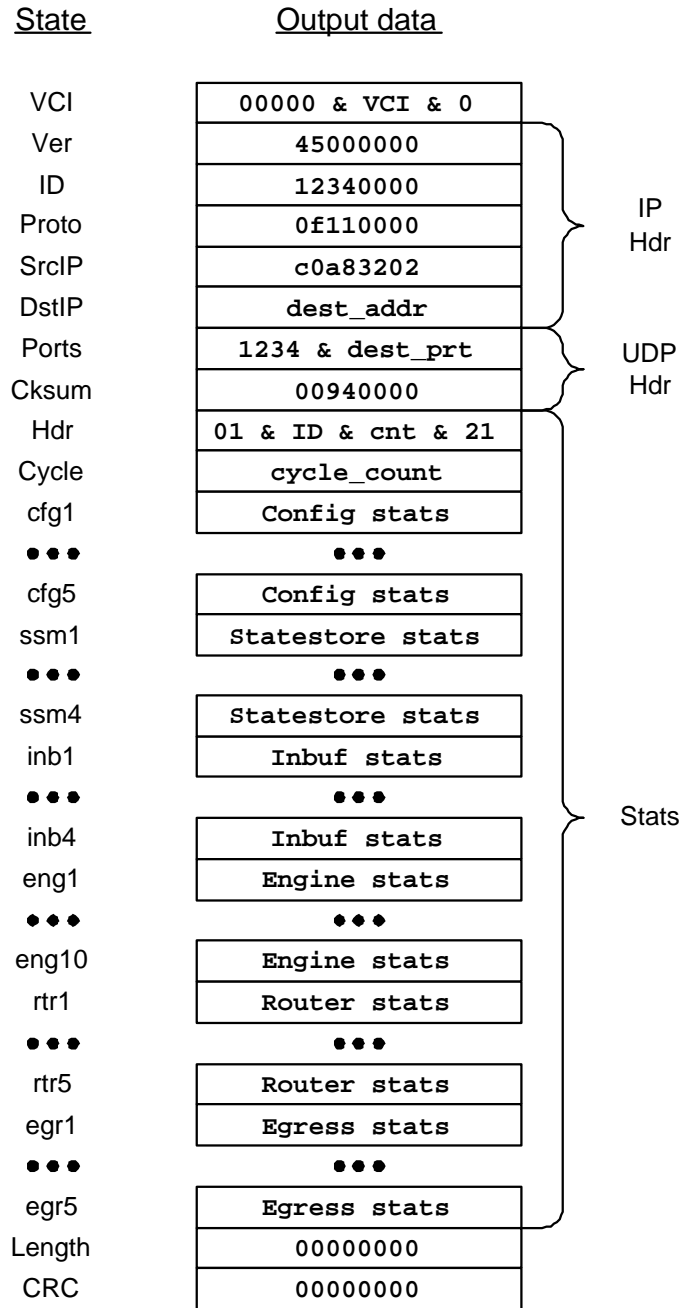 State Output data
VCI 00000 & VCI & 0
Ver 45000000
ID 12340000
Proto 0f110000
SrcIP c0a83202
DstIP dest_addr
IP
Hdr
Ports 1234 & dest_prt
Cksum 00940000
UDP
Hdr
Hdr 01 & ID & cnt & 21
Cycle cycle_count
cfg1 Config stats
cfg5 Config stats
ssm1 Statestore stats
ssm4 Statestore stats
inb1 Inbuf stats
inb4 Inbuf stats
Stats
eng1 Engine stats
eng10 Engine stats
rtr1 Router stats
rtr5 Router stats
egr1 Egress stats
egr5 Egress stats
Length 00000000
CRC 00000000